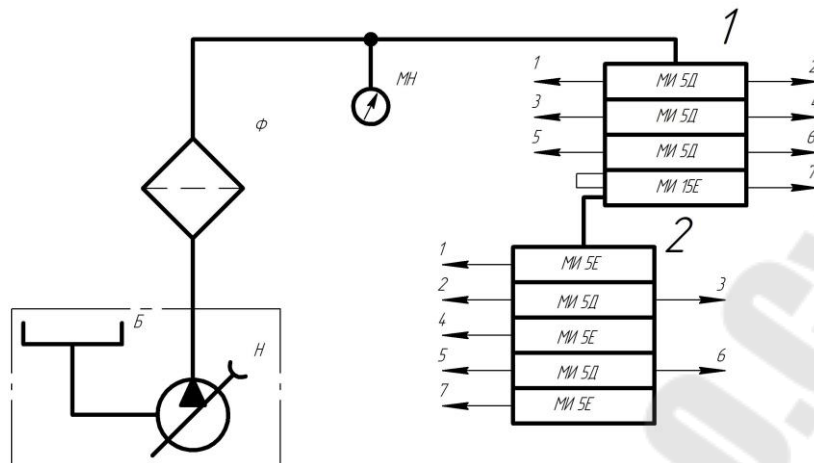 1
МН
1 МИ 5Д 2
3 МИ 5Д 4
5 МИ 5Д 6
МИ 15Е 7
Ф
2
1 МИ 5Е
2 МИ 5Д 3
4 МИ 5Е
5 МИ 5Д 6
7 МИ 5Е
Б
Н